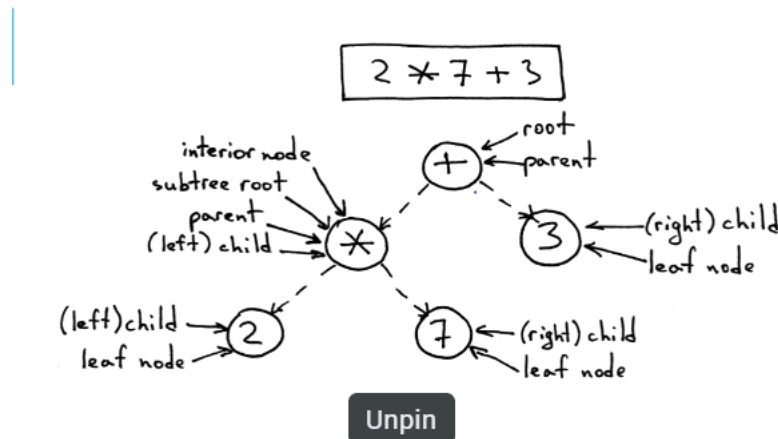 2 * 7 + 3
root
+
parent
interior node
subtree root
parent
(left) child
*
3
(right) child
leaf node
(left) child
leaf node
2
7
(right) child
leaf node
Unpin